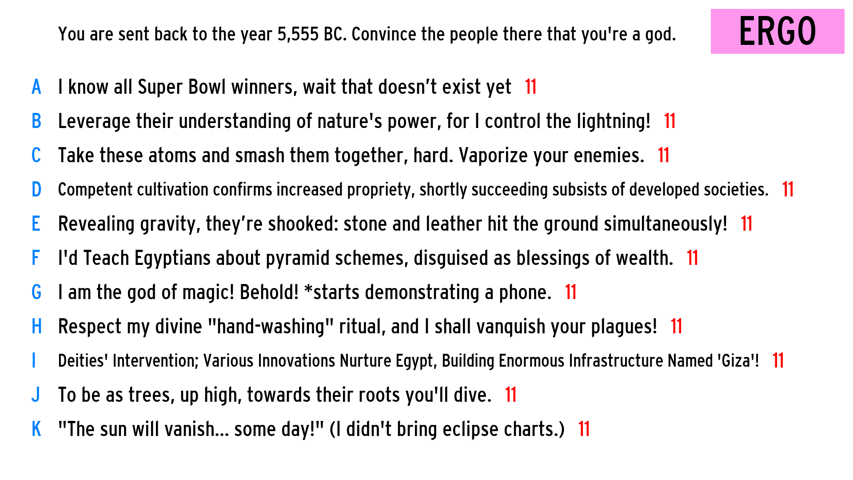 You are sent back to the year 5,555 BC. Convince the people there that you're a god.
ERGO
A I know all Super Bowl winners, wait that doesn’t exist yet 11
B Leverage their understanding of nature's power, for I control the lightning! 11
C Take these atoms and smash them together, hard. Vaporize your enemies. 11
D Competent cultivation confirms increased propriety, shortly succeeding subsists of developed societies. 11
E Revealing gravity, they’re shooked: stone and leather hit the ground simultaneously! 11
F I'd Teach Egyptians about pyramid schemes, disguised as blessings of wealth. 11
G I am the god of magic! Behold! *starts demonstrating a phone. 11
H Respect my divine "hand-washing" ritual, and I shall vanquish your plagues! 11
I Deities' Intervention; Various Innovations Nurture Egypt, Building Enormous Infrastructure Named 'Giza'! 11
J To be as trees, up high, towards their roots you'll dive. 11
K "The sun will vanish... some day!" (I didn't bring eclipse charts.) 11